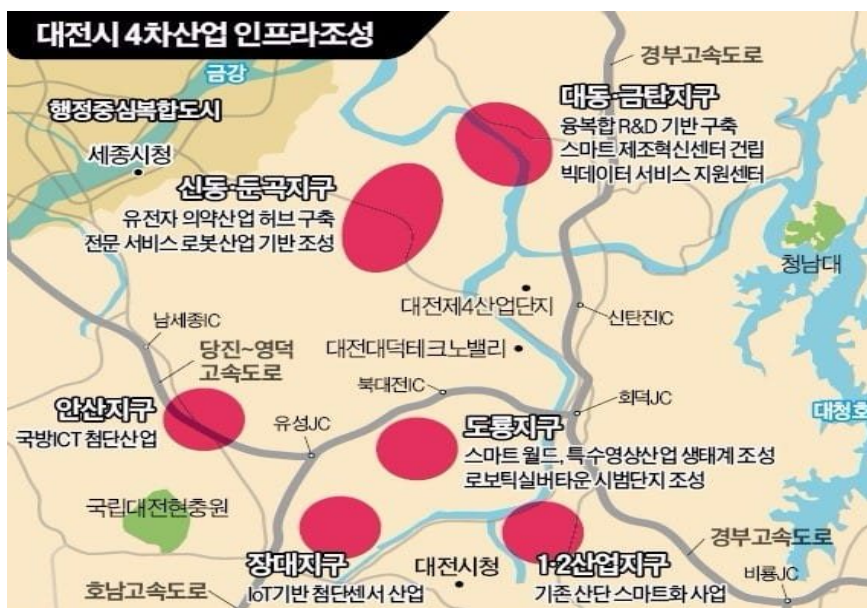 대전시 4차산업 인프라조성
금강
경부고속도로
행정중심복합도시
세종시청
대동·금탄지구
융복합 R&D 기반 구축
스마트 제조혁신센터 건립
빅데이터 서비스 지원센터
신동·둔곡지구
유전자 의약산업 허브 구축
전문 서비스 로봇산업 기반 조성
청남대
대전제4산업단지
신탄진IC
남세종IC
당진~영덕
고속도로
대전대덕테크노밸리
북대전IC
회덕JC
대청호
안산지구
국방ICT 첨단산업
유성JC
도룡지구
스마트 월드, 특수영상산업 생태계 조성
로보틱실버타운 시범단지 조성
국립대전현충원
경부고속도로
장대지구
IoT기반 첨단센서 산업
대전시청
1·2산업지구
기존 산단 스마트화 사업
비룡JC
호남고속도로